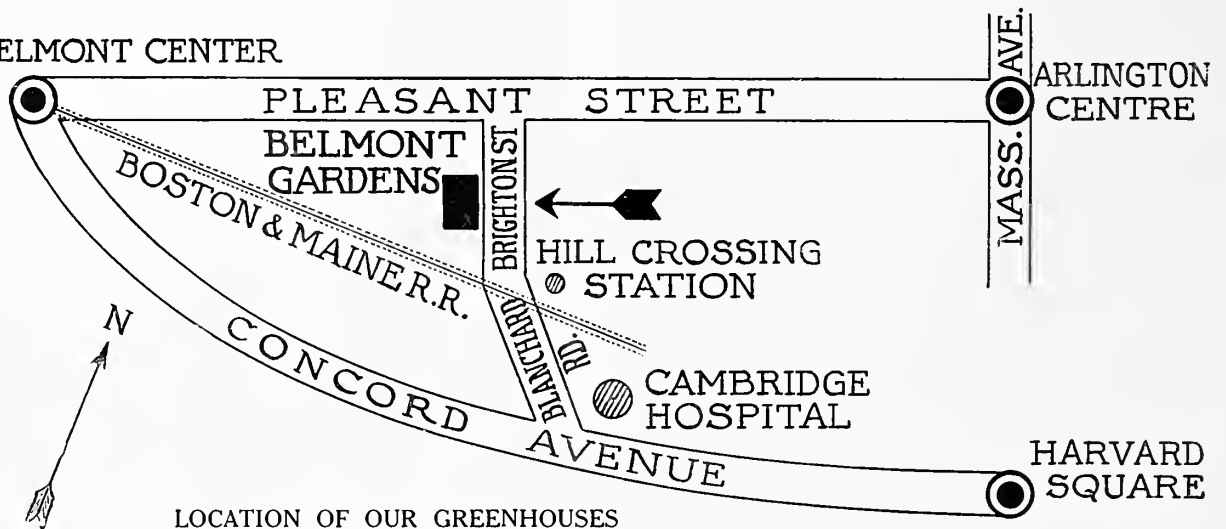 ELMONT CENTER
PLEASANT STREET
MASS. AVE.
ARLINGTON
CENTRE
BELMONT
GARDENS
BRIGHTON ST
BOSTON & MAINE R.R.
HILL CROSSING
STATION
N
CONCORD AVENUE
BLANCHARD
RD.
CAMBRIDGE
HOSPITAL
HARVARD
SQUARE
LOCATION OF OUR GREENHOUSES